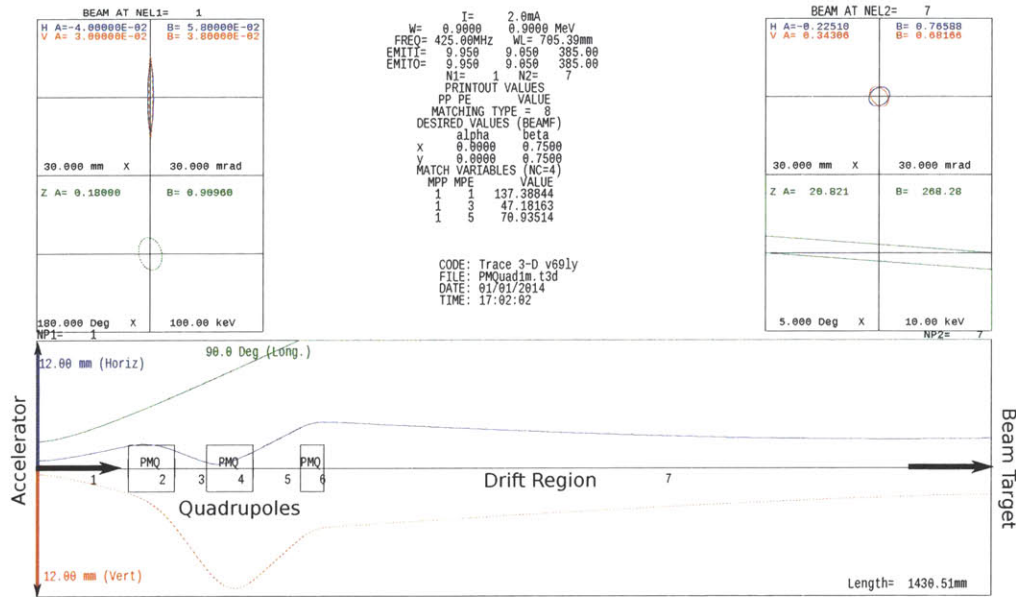 BEAM AT NEL1= 1
H A=-4.00000E-02 B= 5.80000E-02
V A= 3.00000E-02 B= 3.80000E-02
30.000 mm X 30.000 mrad
Z A= 0.18000 B= 0.90960
180.000 Deg X 100.00 keV
NP1= 1
I= 2.0mA
W= 0.9000 0.9000 MeV
FREQ= 425.00MHz WL= 705.39mm
EMITI= 9.950 9.050 385.00
EMITO= 9.950 9.050 385.00
N1= 1 N2= 7
PRINTOUT VALUES
PP PE VALUE
MATCHING TYPE = 8
DESIRED VALUES (BEAMF)
alpha beta
x 0.0000 0.7500
y 0.0000 0.7500
MATCH VARIABLES (NC=4)
MPP MPE VALUE
1 1 137.38844
1 3 47.18163
1 5 70.93514
CODE: Trace 3-D v69ly
FILE: PMQuad1m.t3d
DATE: 01/01/2014
TIME: 17:02:02
BEAM AT NEL2= 7
H A=-0.22510 B= 0.76588
V A= 0.34306 B= 0.68166
30.000 mm X 30.000 mrad
Z A= 20.821 B= 268.28
5.000 Deg X 10.00 keV
NP2= 7
12.00 mm (Horiz)
90.0 Deg (Long.)
Accelerator
PMQ PMQ PMQ
1 2 3 4 5 6 7
Quadrupoles
Drift Region
Beam Target
12.00 mm (Vert)
Length= 1430.51mm